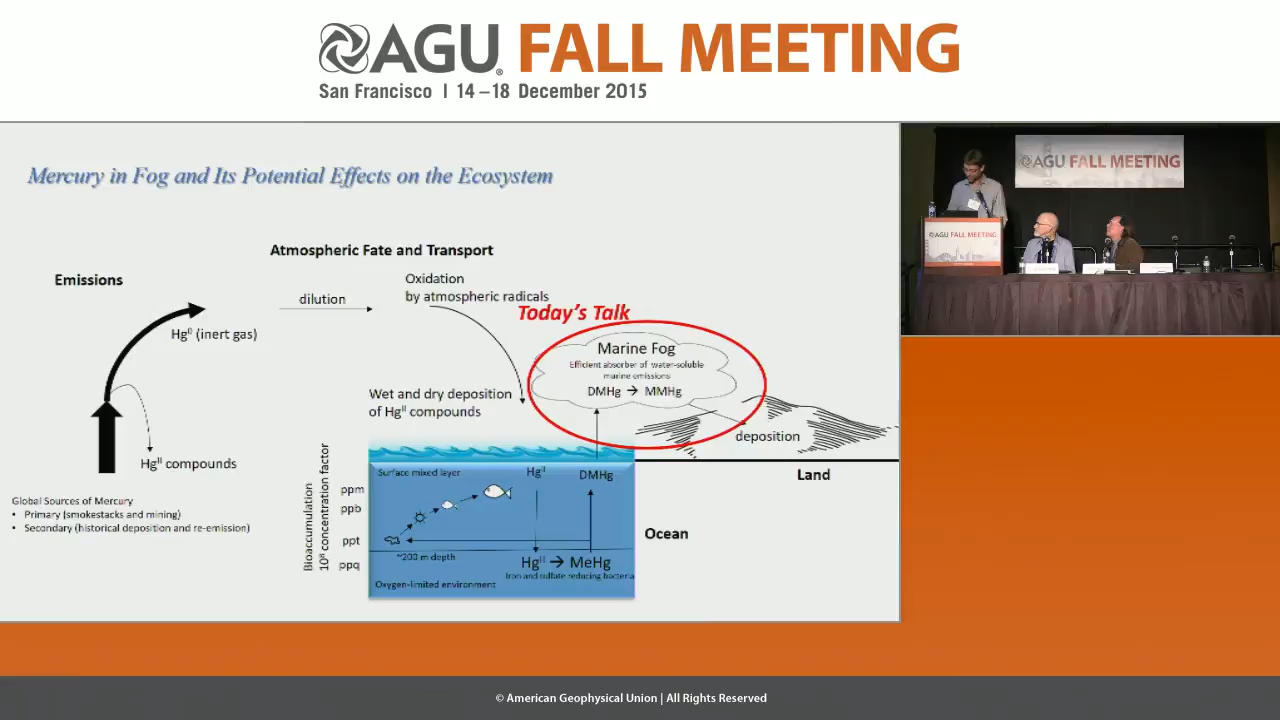 AGU® FALL MEETING
San Francisco | 14–18 December 2015
Mercury in Fog and Its Potential Effects on the Ecosystem
Atmospheric Fate and Transport
Emissions
Oxidation
by atmospheric radicals
dilution
Today's Talk
Hg⁰ (inert gas)
Marine Fog
Efficient absorber of water-soluble
marine emissions
DMHg → MMHg
Wet and dry deposition
of Hgᴵᴵ compounds
deposition
Hgᴵᴵ compounds
Land
Global Sources of Mercury
• Primary (smokestacks and mining)
• Secondary (historical deposition and re-emission)
Bioaccumulation
10⁸ concentration factor
ppm
ppb
ppt
ppq
Surface mixed layer
Hgᴵᴵ
DMHg
Ocean
~200 m depth
Hgᴵᴵ → MeHg
Iron and sulfate reducing bacteria
Oxygen-limited environment
AGU FALL MEETING
AGU FALL MEETING
© American Geophysical Union | All Rights Reserved